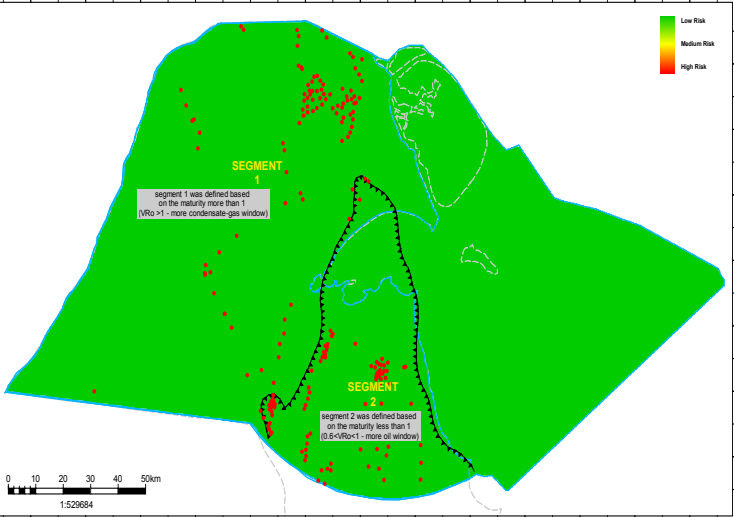 Low Risk
Medium Risk
High Risk
SEGMENT
1
segment 1 was defined based
on the maturity more than 1
(VRo >1 - more condensate-gas window)
SEGMENT
2
segment 2 was defined based
on the maturity less than 1
(0.6<VRo<1 - more oil window)
0 10 20 30 40 50km
1:529684